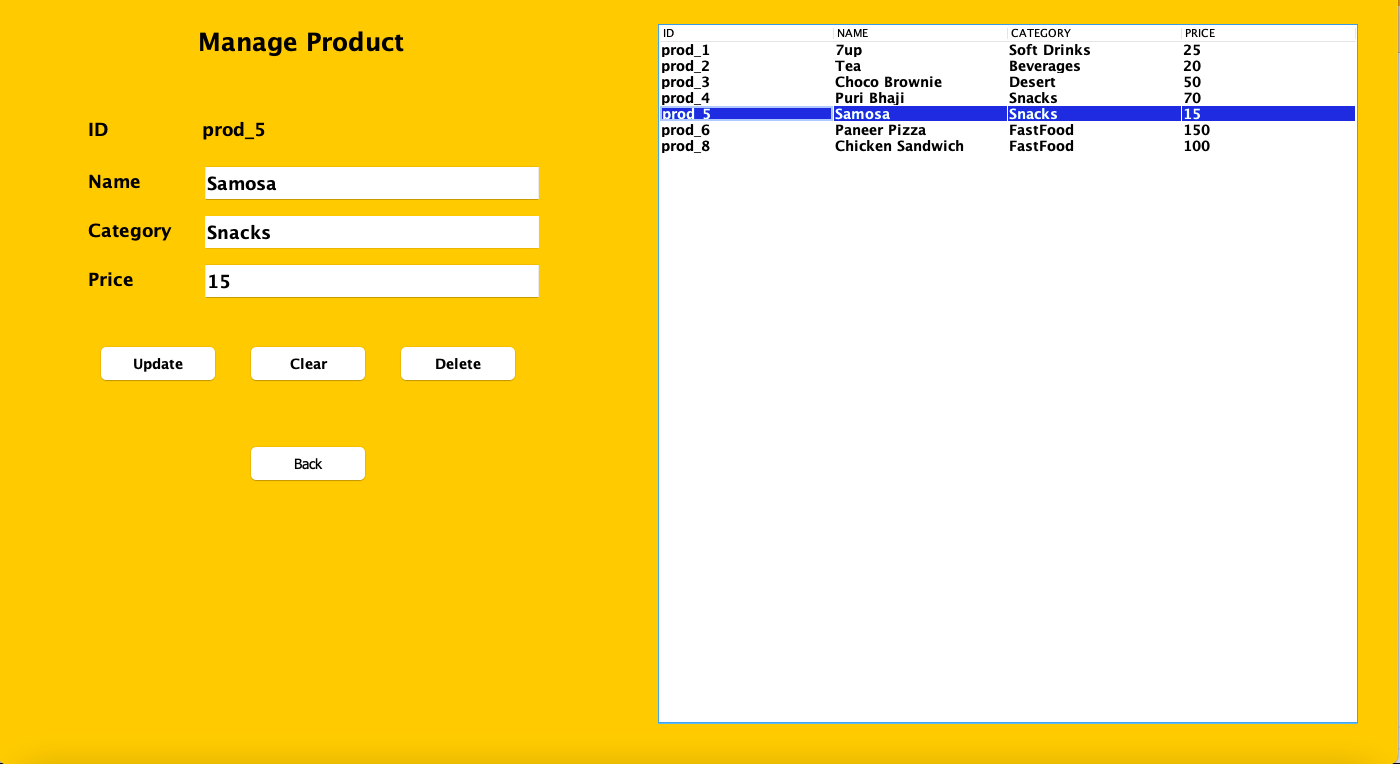 Manage Product
ID prod_5
Name Samosa
Category Snacks
Price 15
Update Clear Delete
Back
ID NAME CATEGORY PRICE
prod_1 7up Soft Drinks 25
prod_2 Tea Beverages 20
prod_3 Choco Brownie Desert 50
prod_4 Puri Bhaji Snacks 70
prod_5 Samosa Snacks 15
prod_6 Paneer Pizza FastFood 150
prod_8 Chicken Sandwich FastFood 100